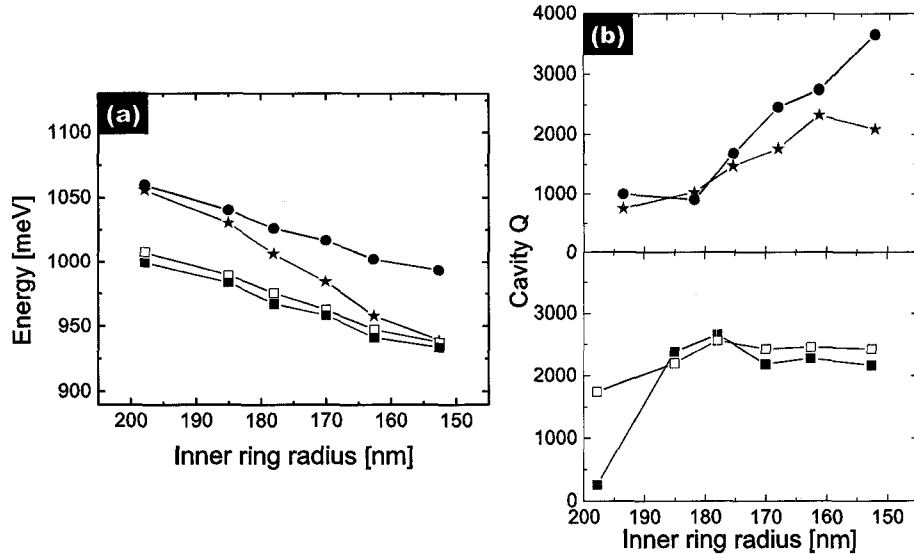 (a)
Energy [meV]
1100
1050
1000
950
900
200 190 180 170 160 150
Inner ring radius [nm]
(b)
Cavity Q
4000
3000
2000
1000
0
3000
2000
1000
0
200 190 180 170 160 150
Inner ring radius [nm]